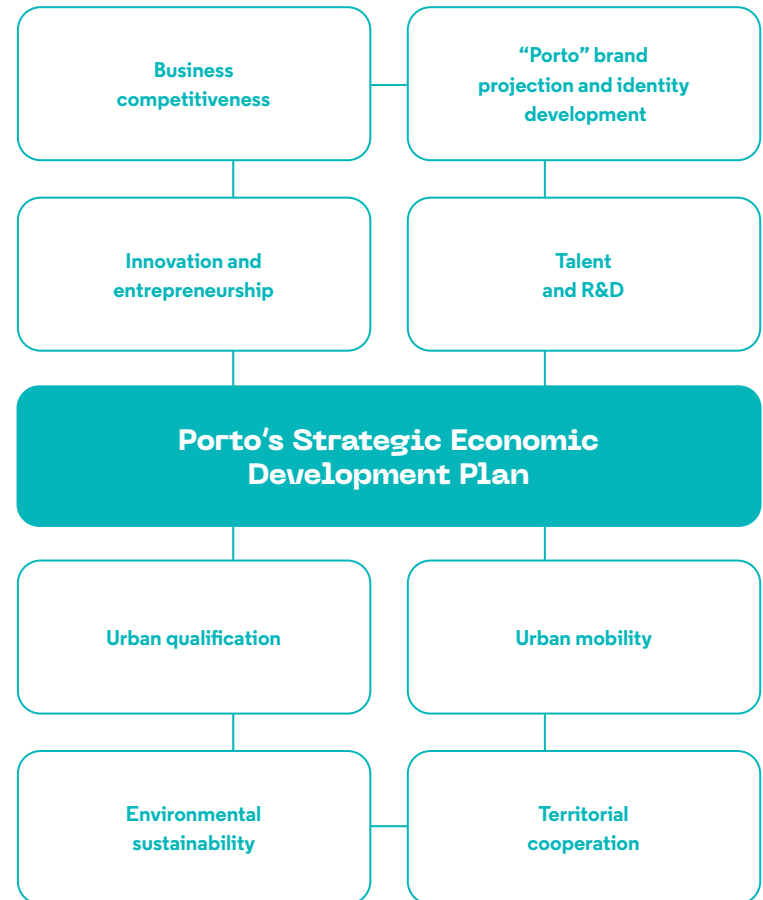 Business
competitiveness
“Porto” brand
projection and identity
development
Innovation and
entrepreneurship
Talent
and R&D
Porto’s Strategic Economic
Development Plan
Urban qualification
Urban mobility
Environmental
sustainability
Territorial
cooperation